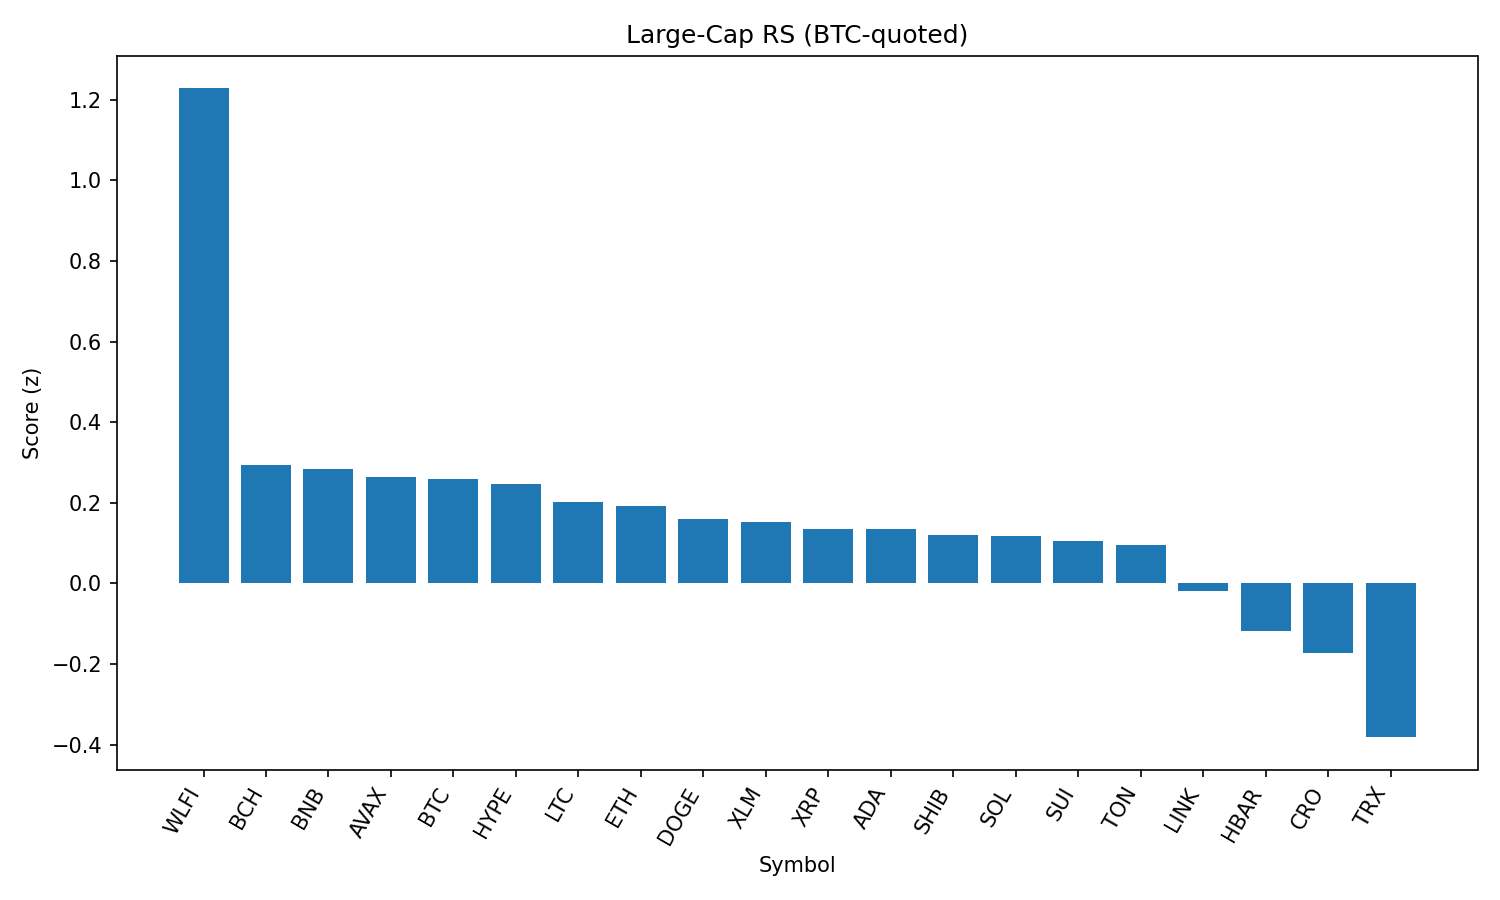 Large-Cap RS (BTC-quoted)
Score (z)
1.2
1.0
0.8
0.6
0.4
0.2
0.0
−0.2
−0.4
WLFI
BCH
BNB
AVAX
BTC
HYPE
LTC
ETH
DOGE
XLM
XRP
ADA
SHIB
SOL
SUI
TON
LINK
HBAR
CRO
TRX
Symbol